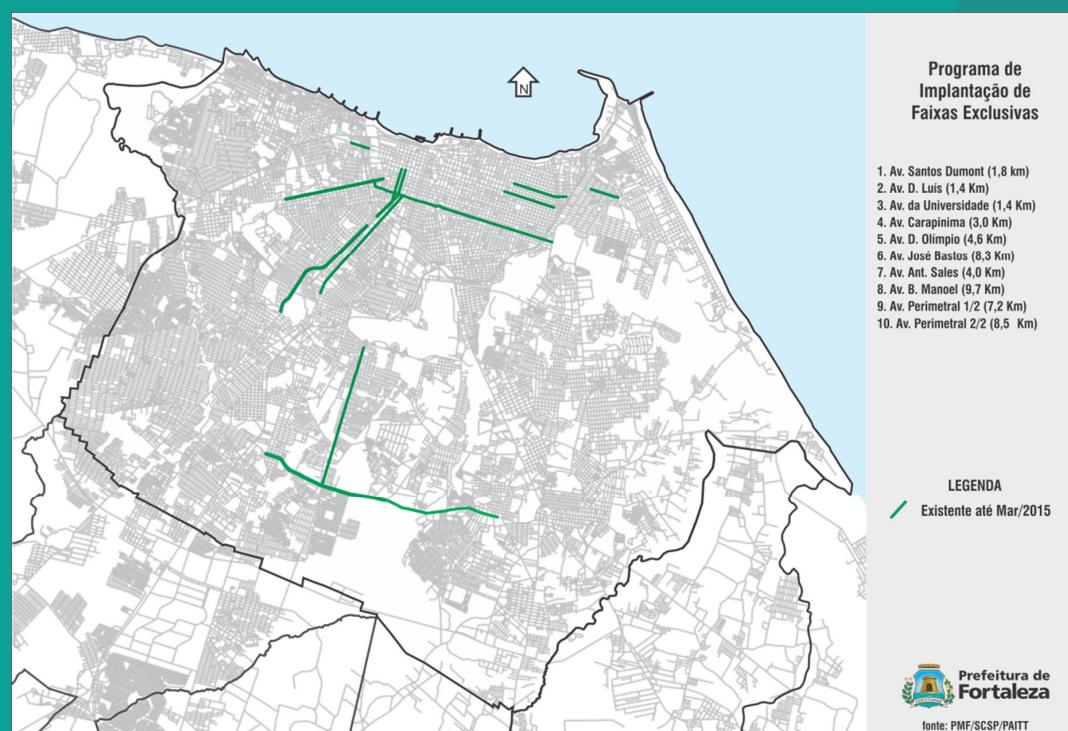 N
Programa de
Implantação de
Faixas Exclusivas
1. Av. Santos Dumont (1,8 km)
2. Av. D. Luís (1,4 Km)
3. Av. da Universidade (1,4 Km)
4. Av. Carapinima (3,0 Km)
5. Av. D. Olímpio (4,6 Km)
6. Av. José Bastos (8,3 Km)
7. Av. Ant. Sales (4,0 Km)
8. Av. B. Manoel (9,7 Km)
9. Av. Perimetral 1/2 (7,2 Km)
10. Av. Perimetral 2/2 (8,5 Km)
LEGENDA
Existente até Mar/2015
Prefeitura de
Fortaleza
fonte: PMF/SCSP/PAITT